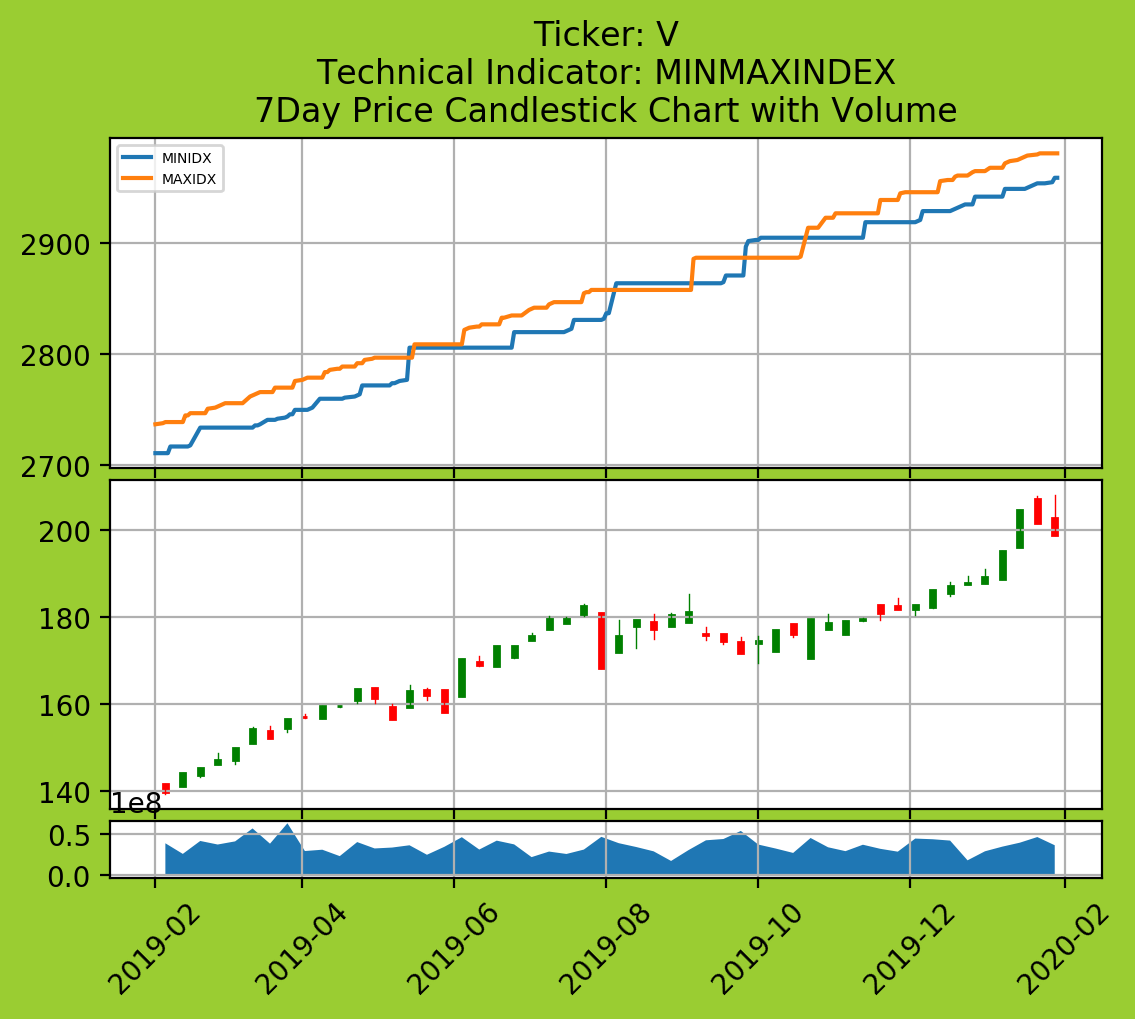 Ticker: V
Technical Indicator: MINMAXINDEX
7Day Price Candlestick Chart with Volume
MINIDX
MAXIDX
2900
2800
2700
200
180
160
140
1e8
0.5
0.0
2019-02
2019-04
2019-06
2019-08
2019-10
2019-12
2020-02